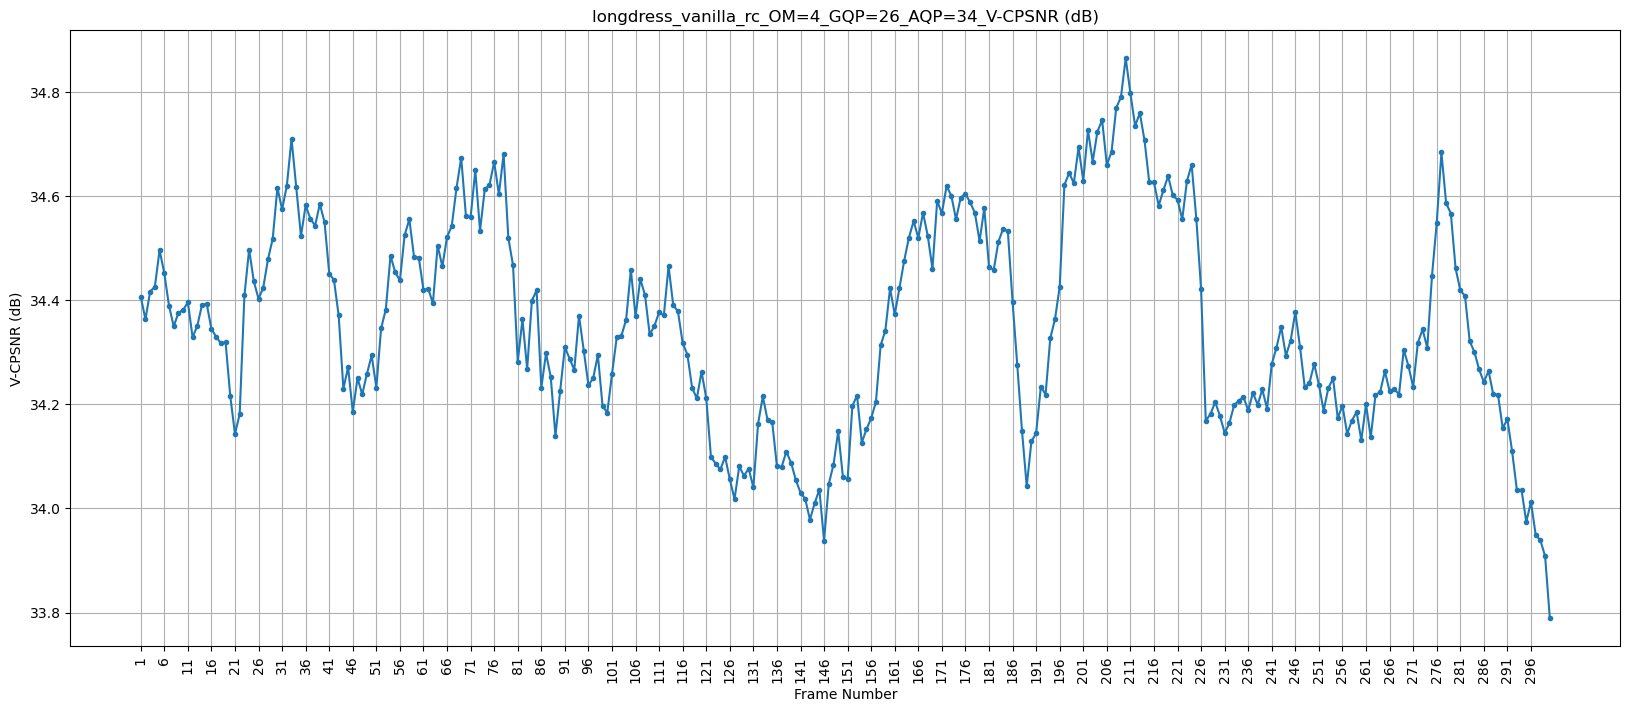 longdress_vanilla_rc_OM=4_GQP=26_AQP=34_V-CPSNR (dB)
V-CPSNR (dB)
34.8
34.6
34.4
34.2
34.0
33.8
1 6 11 16 21 26 31 36 41 46 51 56 61 66 71 76 81 86 91 96 101 106 111 116 121 126 131 136 141 146 151 156 161 166 171 176 181 186 191 196 201 206 211 216 221 226 231 236 241 246 251 256 261 266 271 276 281 286 291 296
Frame Number